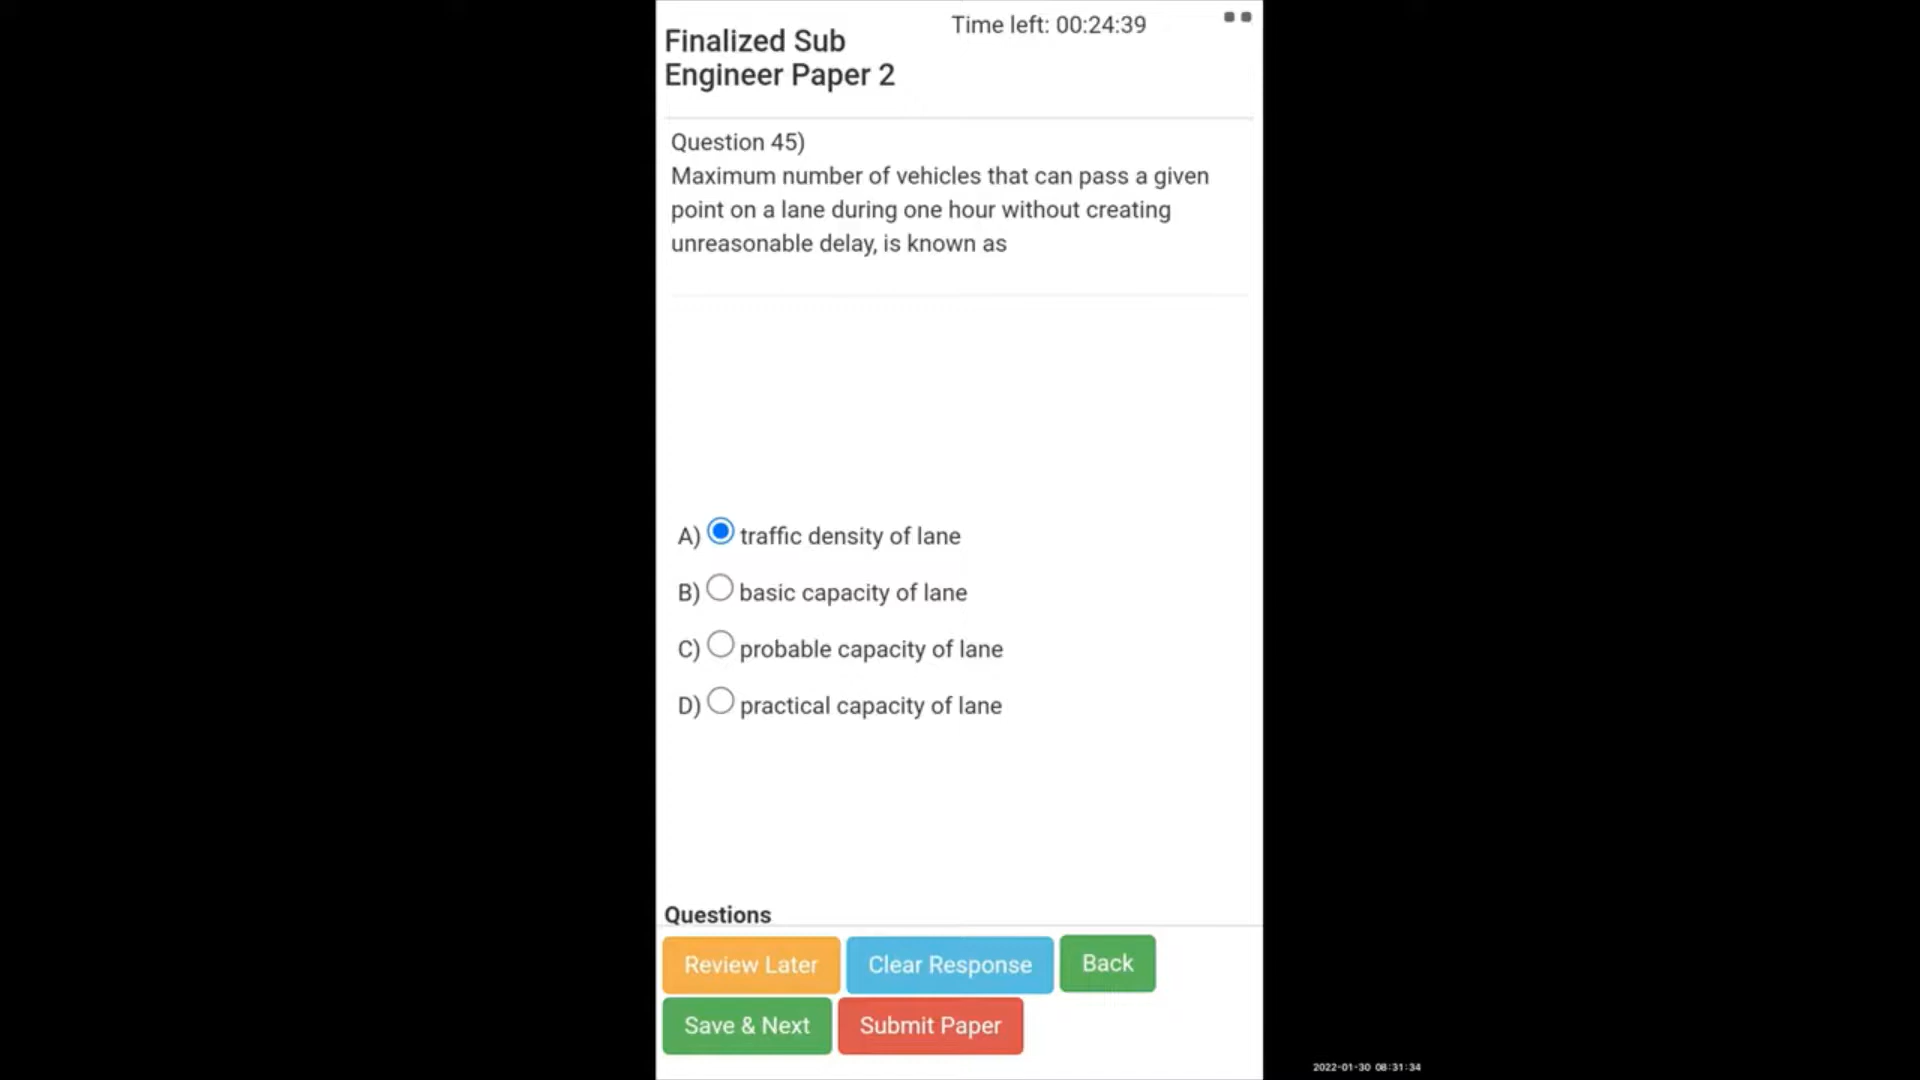 Time left: 00:24:39
Finalized Sub
Engineer Paper 2
Question 45)
Maximum number of vehicles that can pass a given
point on a lane during one hour without creating
unreasonable delay, is known as
A) traffic density of lane
B) basic capacity of lane
C) probable capacity of lane
D) practical capacity of lane
Questions
Review Later Clear Response Back
Save & Next Submit Paper
2022-01-30 08:31:34